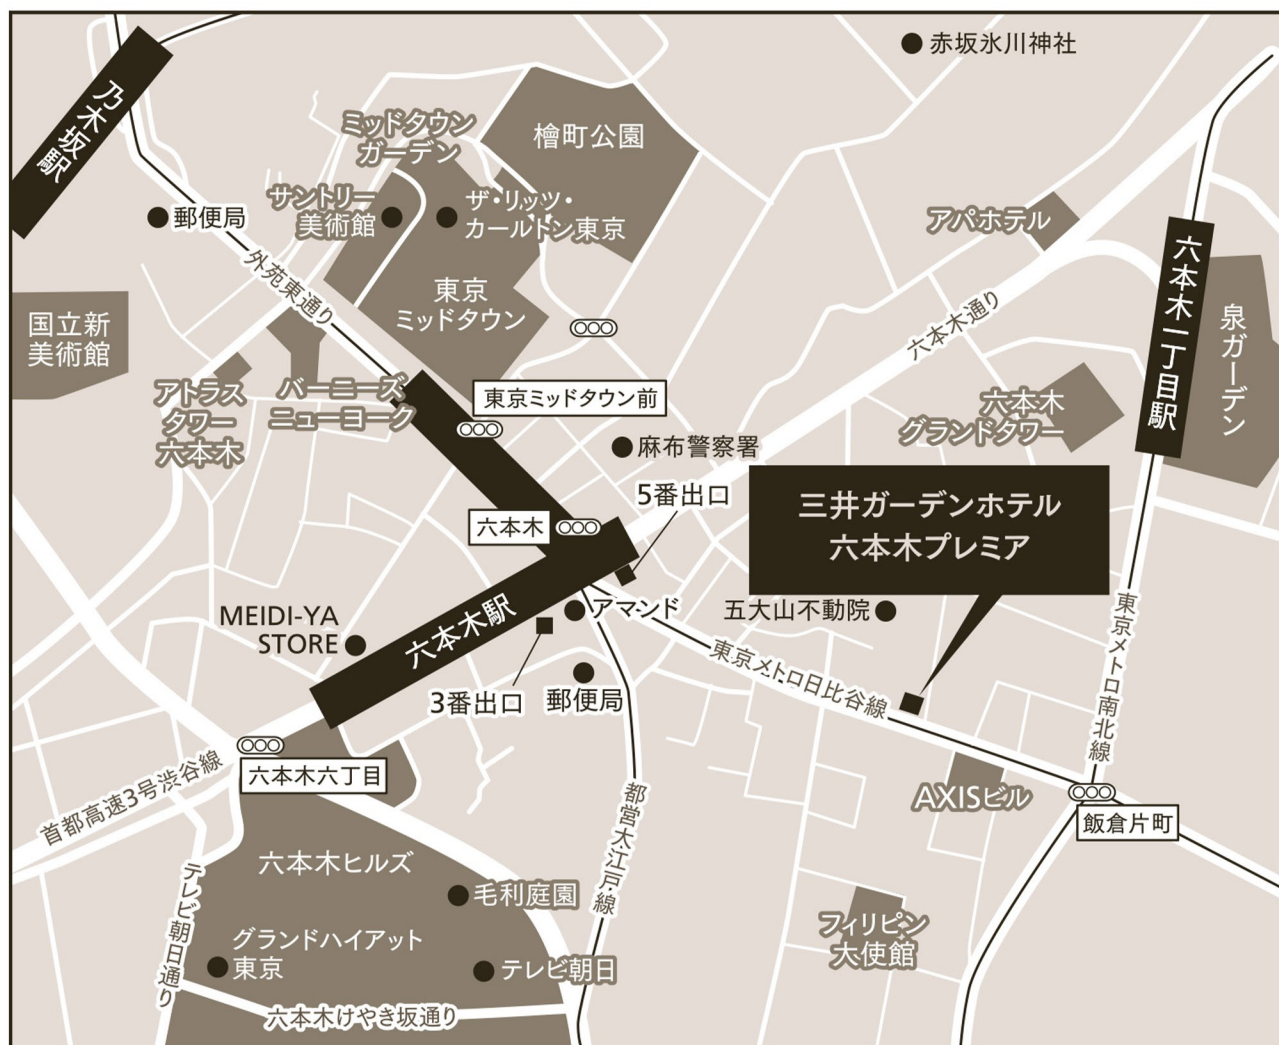 赤坂氷川神社
乃木坂駅
ミッドタウン
ガーデン
檜町公園
サントリー
美術館
ザ・リッツ・
カールトン東京
郵便局
アパホテル
外苑東通り
東京
ミッドタウン
六本木通り
六本木一丁目駅
泉ガーデン
国立新
美術館
アトラス
タワー
六本木
バーニーズ
ニューヨーク
東京ミッドタウン前
六本木
グランドタワー
麻布警察署
5番出口
六本木
三井ガーデンホテル
六本木プレミア
MEIDI-YA
STORE
六本木駅
アマンド
五大山不動院
東京メトロ日比谷線
東京メトロ南北線
3番出口
郵便局
六本木六丁目
首都高速3号渋谷線
都営大江戸線
AXISビル
飯倉片町
六本木ヒルズ
毛利庭園
テレビ朝日通り
グランドハイアット
東京
テレビ朝日
フィリピン
大使館
六本木けやき坂通り